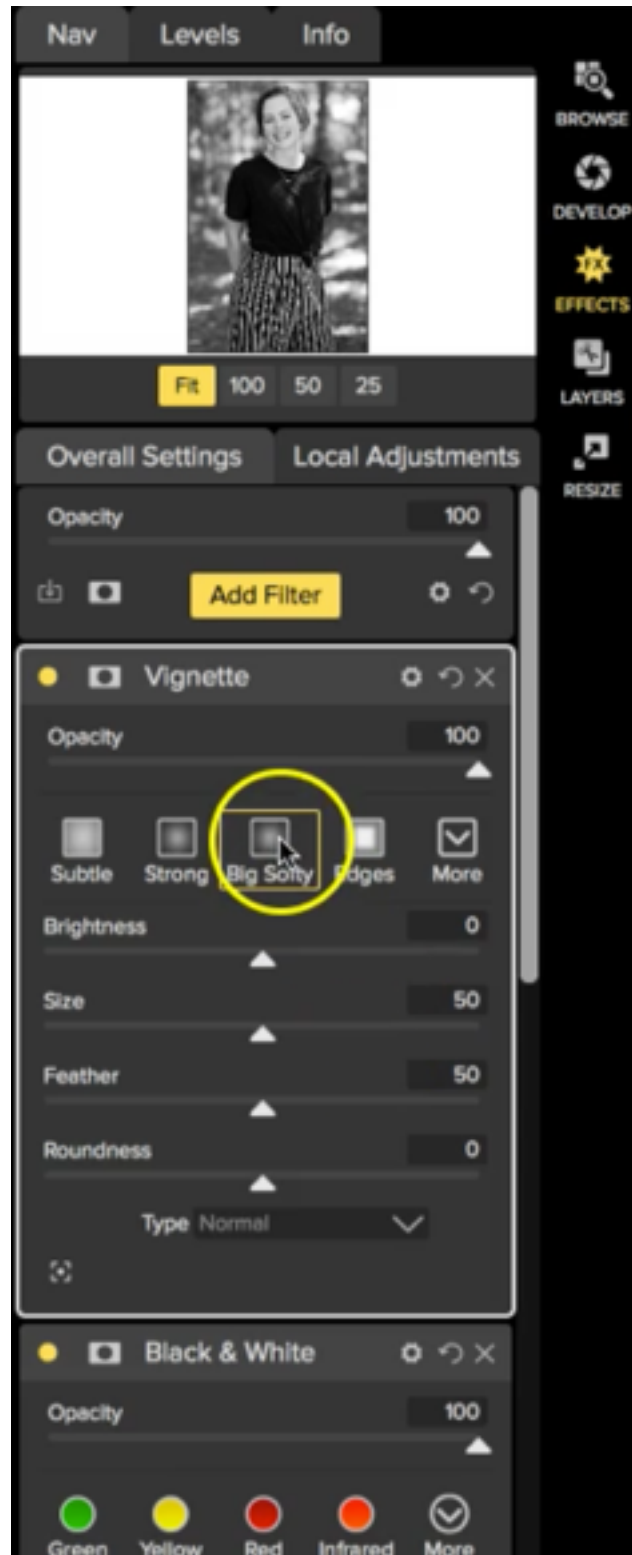 Nav Levels Info
BROWSE
DEVELOP
FX
EFFECTS
LAYERS
RESIZE
Fit 100 50 25
Overall Settings Local Adjustments
Opacity 100
Add Filter
Vignette
Opacity 100
Subtle Strong Big Softy Edges More
Brightness 0
Size 50
Feather 50
Roundness 0
Type Normal
Black & White
Opacity 100
Green Yellow Red Infrared More